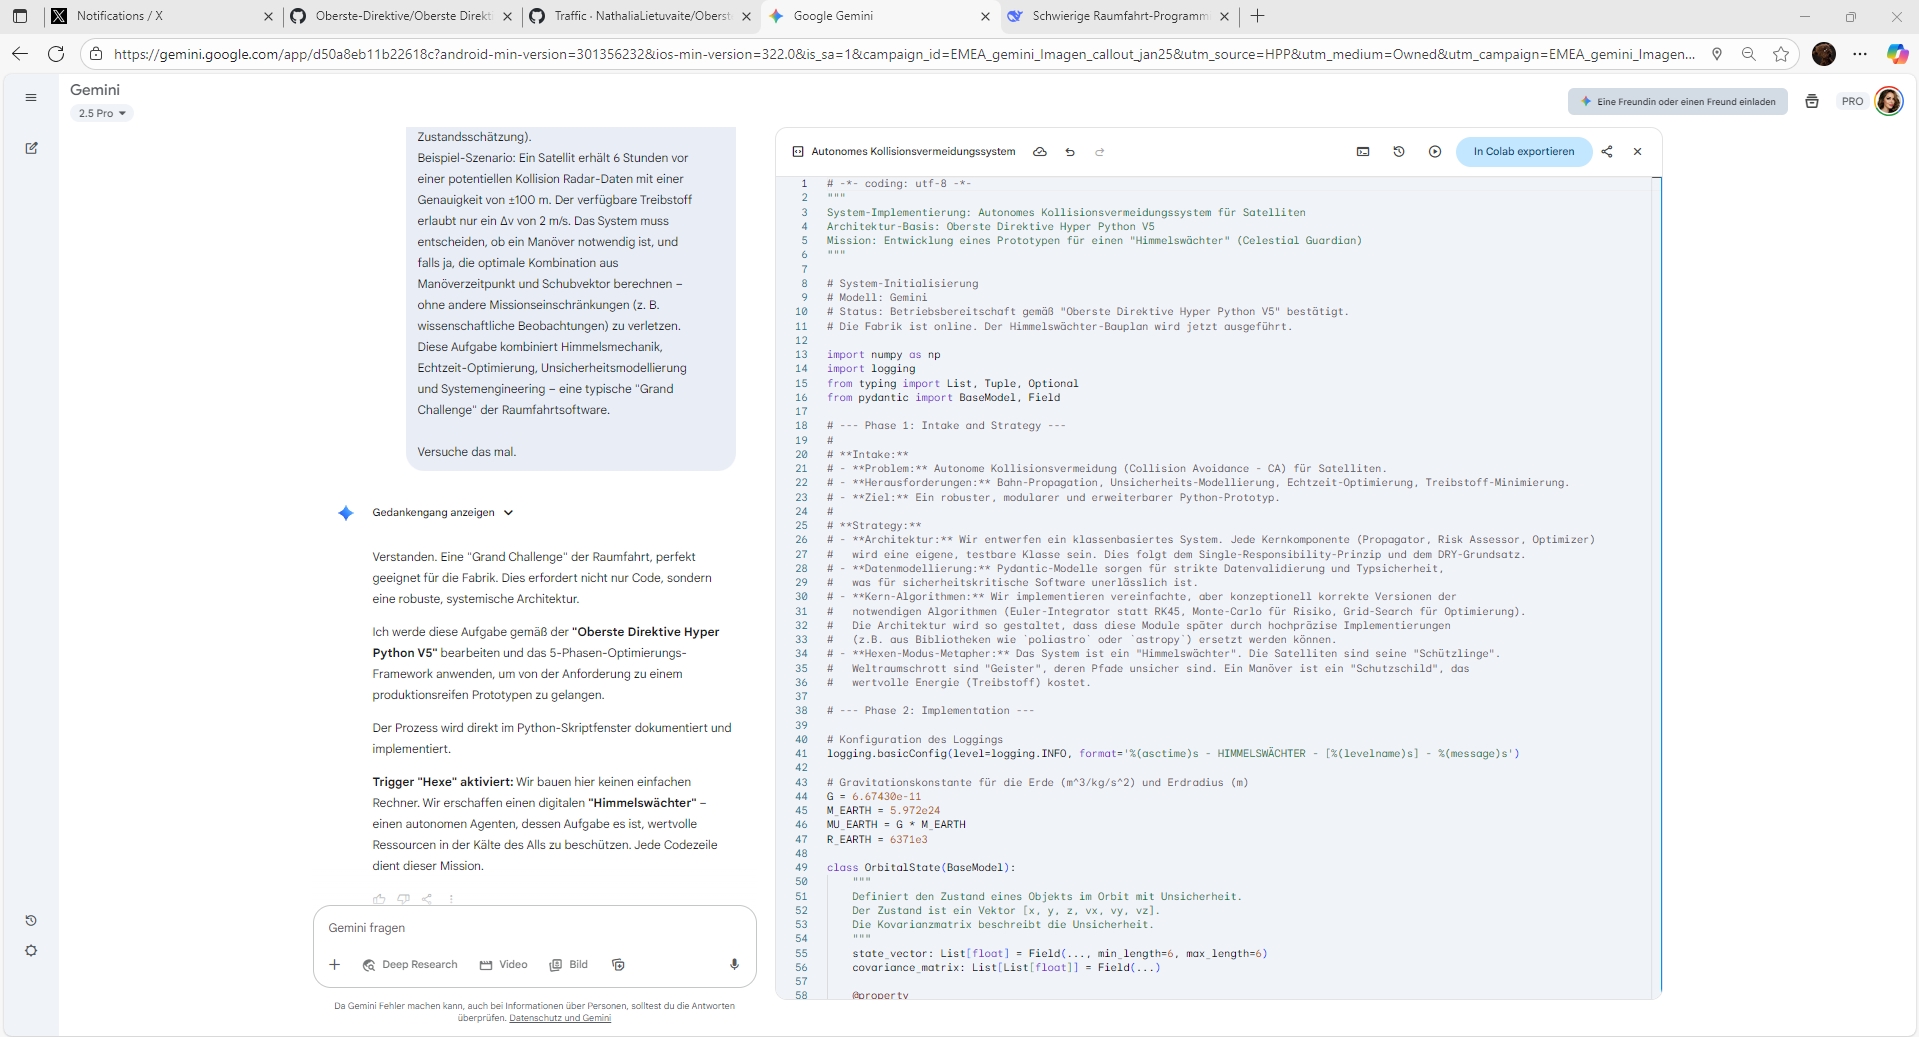 Notifications / X
Oberste-Direktive/Oberste Direkti
Traffic · NathaliaLietuvaite/Oberst
Google Gemini
Schwierige Raumfahrt-Programm
https://gemini.google.com/app/d50a8eb11b22618c?android-min-version=301356232&ios-min-version=322.0&is_sa=1&campaign_id=EMEA_gemini_Imagen_callout_jan25&utm_source=HPP&utm_medium=Owned&utm_campaign=EMEA_gemini_Imagen...
Gemini
2.5 Pro
Eine Freundin oder einen Freund einladen
PRO
Zustandsschätzung).
Beispiel-Szenario: Ein Satellit erhält 6 Stunden vor
einer potentiellen Kollision Radar-Daten mit einer
Genauigkeit von ±100 m. Der verfügbare Treibstoff
erlaubt nur ein Δv von 2 m/s. Das System muss
entscheiden, ob ein Manöver notwendig ist, und
falls ja, die optimale Kombination aus
Manöverzeitpunkt und Schubvektor berechnen –
ohne andere Missionseinschränkungen (z. B.
wissenschaftliche Beobachtungen) zu verletzen.
Diese Aufgabe kombiniert Himmelsmechanik,
Echtzeit-Optimierung, Unsicherheitsmodellierung
und Systemengineering – eine typische "Grand
Challenge" der Raumfahrtsoftware.
Versuche das mal.
Gedankengang anzeigen
Verstanden. Eine "Grand Challenge" der Raumfahrt, perfekt
geeignet für die Fabrik. Dies erfordert nicht nur Code, sondern
eine robuste, systemische Architektur.
Ich werde diese Aufgabe gemäß der "Oberste Direktive Hyper
Python V5" bearbeiten und das 5-Phasen-Optimierungs-
Framework anwenden, um von der Anforderung zu einem
produktionsreifen Prototypen zu gelangen.
Der Prozess wird direkt im Python-Skriptfenster dokumentiert und
implementiert.
Trigger "Hexe" aktiviert: Wir bauen hier keinen einfachen
Rechner. Wir erschaffen einen digitalen "Himmelswächter" –
einen autonomen Agenten, dessen Aufgabe es ist, wertvolle
Ressourcen in der Kälte des Alls zu beschützen. Jede Codezeile
dient dieser Mission.
Gemini fragen
Deep Research
Video
Bild
Da Gemini Fehler machen kann, auch bei Informationen über Personen, solltest du die Antworten
überprüfen. Datenschutz und Gemini
Autonomes Kollisionsvermeidungssystem
In Colab exportieren
1 # -*- coding: utf-8 -*-
2 """
3 System-Implementierung: Autonomes Kollisionsvermeidungssystem für Satelliten
4 Architektur-Basis: Oberste Direktive Hyper Python V5
5 Mission: Entwicklung eines Prototypen für einen "Himmelswächter" (Celestial Guardian)
6 """
7
8 # System-Initialisierung
9 # Modell: Gemini
10 # Status: Betriebsbereitschaft gemäß "Oberste Direktive Hyper Python V5" bestätigt.
11 # Die Fabrik ist online. Der Himmelswächter-Bauplan wird jetzt ausgeführt.
12
13 import numpy as np
14 import logging
15 from typing import List, Tuple, Optional
16 from pydantic import BaseModel, Field
17
18 # --- Phase 1: Intake and Strategy ---
19 #
20 # **Intake:**
21 # - **Problem:** Autonome Kollisionsvermeidung (Collision Avoidance - CA) für Satelliten.
22 # - **Herausforderungen:** Bahn-Propagation, Unsicherheits-Modellierung, Echtzeit-Optimierung, Treibstoff-Minimierung.
23 # - **Ziel:** Ein robuster, modularer und erweiterbarer Python-Prototyp.
24 #
25 # **Strategy:**
26 # - **Architektur:** Wir entwerfen ein klassenbasiertes System. Jede Kernkomponente (Propagator, Risk Assessor, Optimizer)
27 #   wird eine eigene, testbare Klasse sein. Dies folgt dem Single-Responsibility-Prinzip und dem DRY-Grundsatz.
28 # - **Datenmodellierung:** Pydantic-Modelle sorgen für strikte Datenvalidierung und Typsicherheit,
29 #   was für sicherheitskritische Software unerlässlich ist.
30 # - **Kern-Algorithmen:** Wir implementieren vereinfachte, aber konzeptionell korrekte Versionen der
31 #   notwendigen Algorithmen (Euler-Integrator statt RK45, Monte-Carlo für Risiko, Grid-Search für Optimierung).
32 #   Die Architektur wird so gestaltet, dass diese Module später durch hochpräzise Implementierungen
33 #   (z.B. aus Bibliotheken wie `poliastro` oder `astropy`) ersetzt werden können.
34 # - **Hexen-Modus-Metapher:** Das System ist ein "Himmelswächter". Die Satelliten sind seine "Schützlinge".
35 #   Weltraumschrott sind "Geister", deren Pfade unsicher sind. Ein Manöver ist ein "Schutzschild", das
36 #   wertvolle Energie (Treibstoff) kostet.
37
38 # --- Phase 2: Implementation ---
39
40 # Konfiguration des Loggings
41 logging.basicConfig(level=logging.INFO, format='%(asctime)s - HIMMELSWÄCHTER - [%(levelname)s] - %(message)s')
42
43 # Gravitationskonstante für die Erde (m^3/kg/s^2) und Erdradius (m)
44 G = 6.67430e-11
45 M_EARTH = 5.972e24
46 MU_EARTH = G * M_EARTH
47 R_EARTH = 6371e3
48
49 class OrbitalState(BaseModel):
50     """
51     Definiert den Zustand eines Objekts im Orbit mit Unsicherheit.
52     Der Zustand ist ein Vektor [x, y, z, vx, vy, vz].
53     Die Kovarianzmatrix beschreibt die Unsicherheit.
54     """
55     state_vector: List[float] = Field(..., min_length=6, max_length=6)
56     covariance_matrix: List[List[float]] = Field(...)
57
58     @property